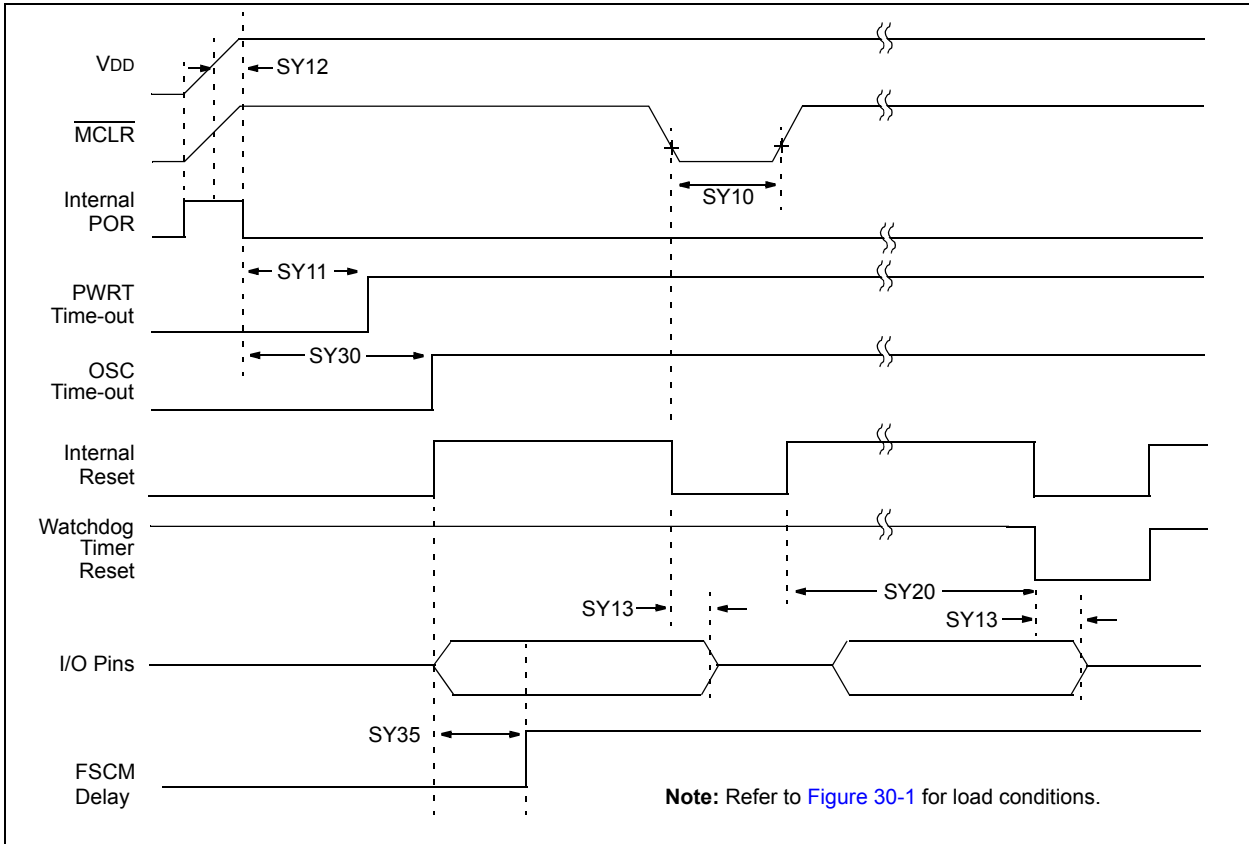 VDD
SY12
MCLR
SY10
Internal
POR
SY11
PWRT
Time-out
SY30
OSC
Time-out
Internal
Reset
Watchdog
Timer
Reset
SY20
SY13
SY13
I/O Pins
SY35
FSCM
Delay
Note: Refer to Figure 30-1 for load conditions.